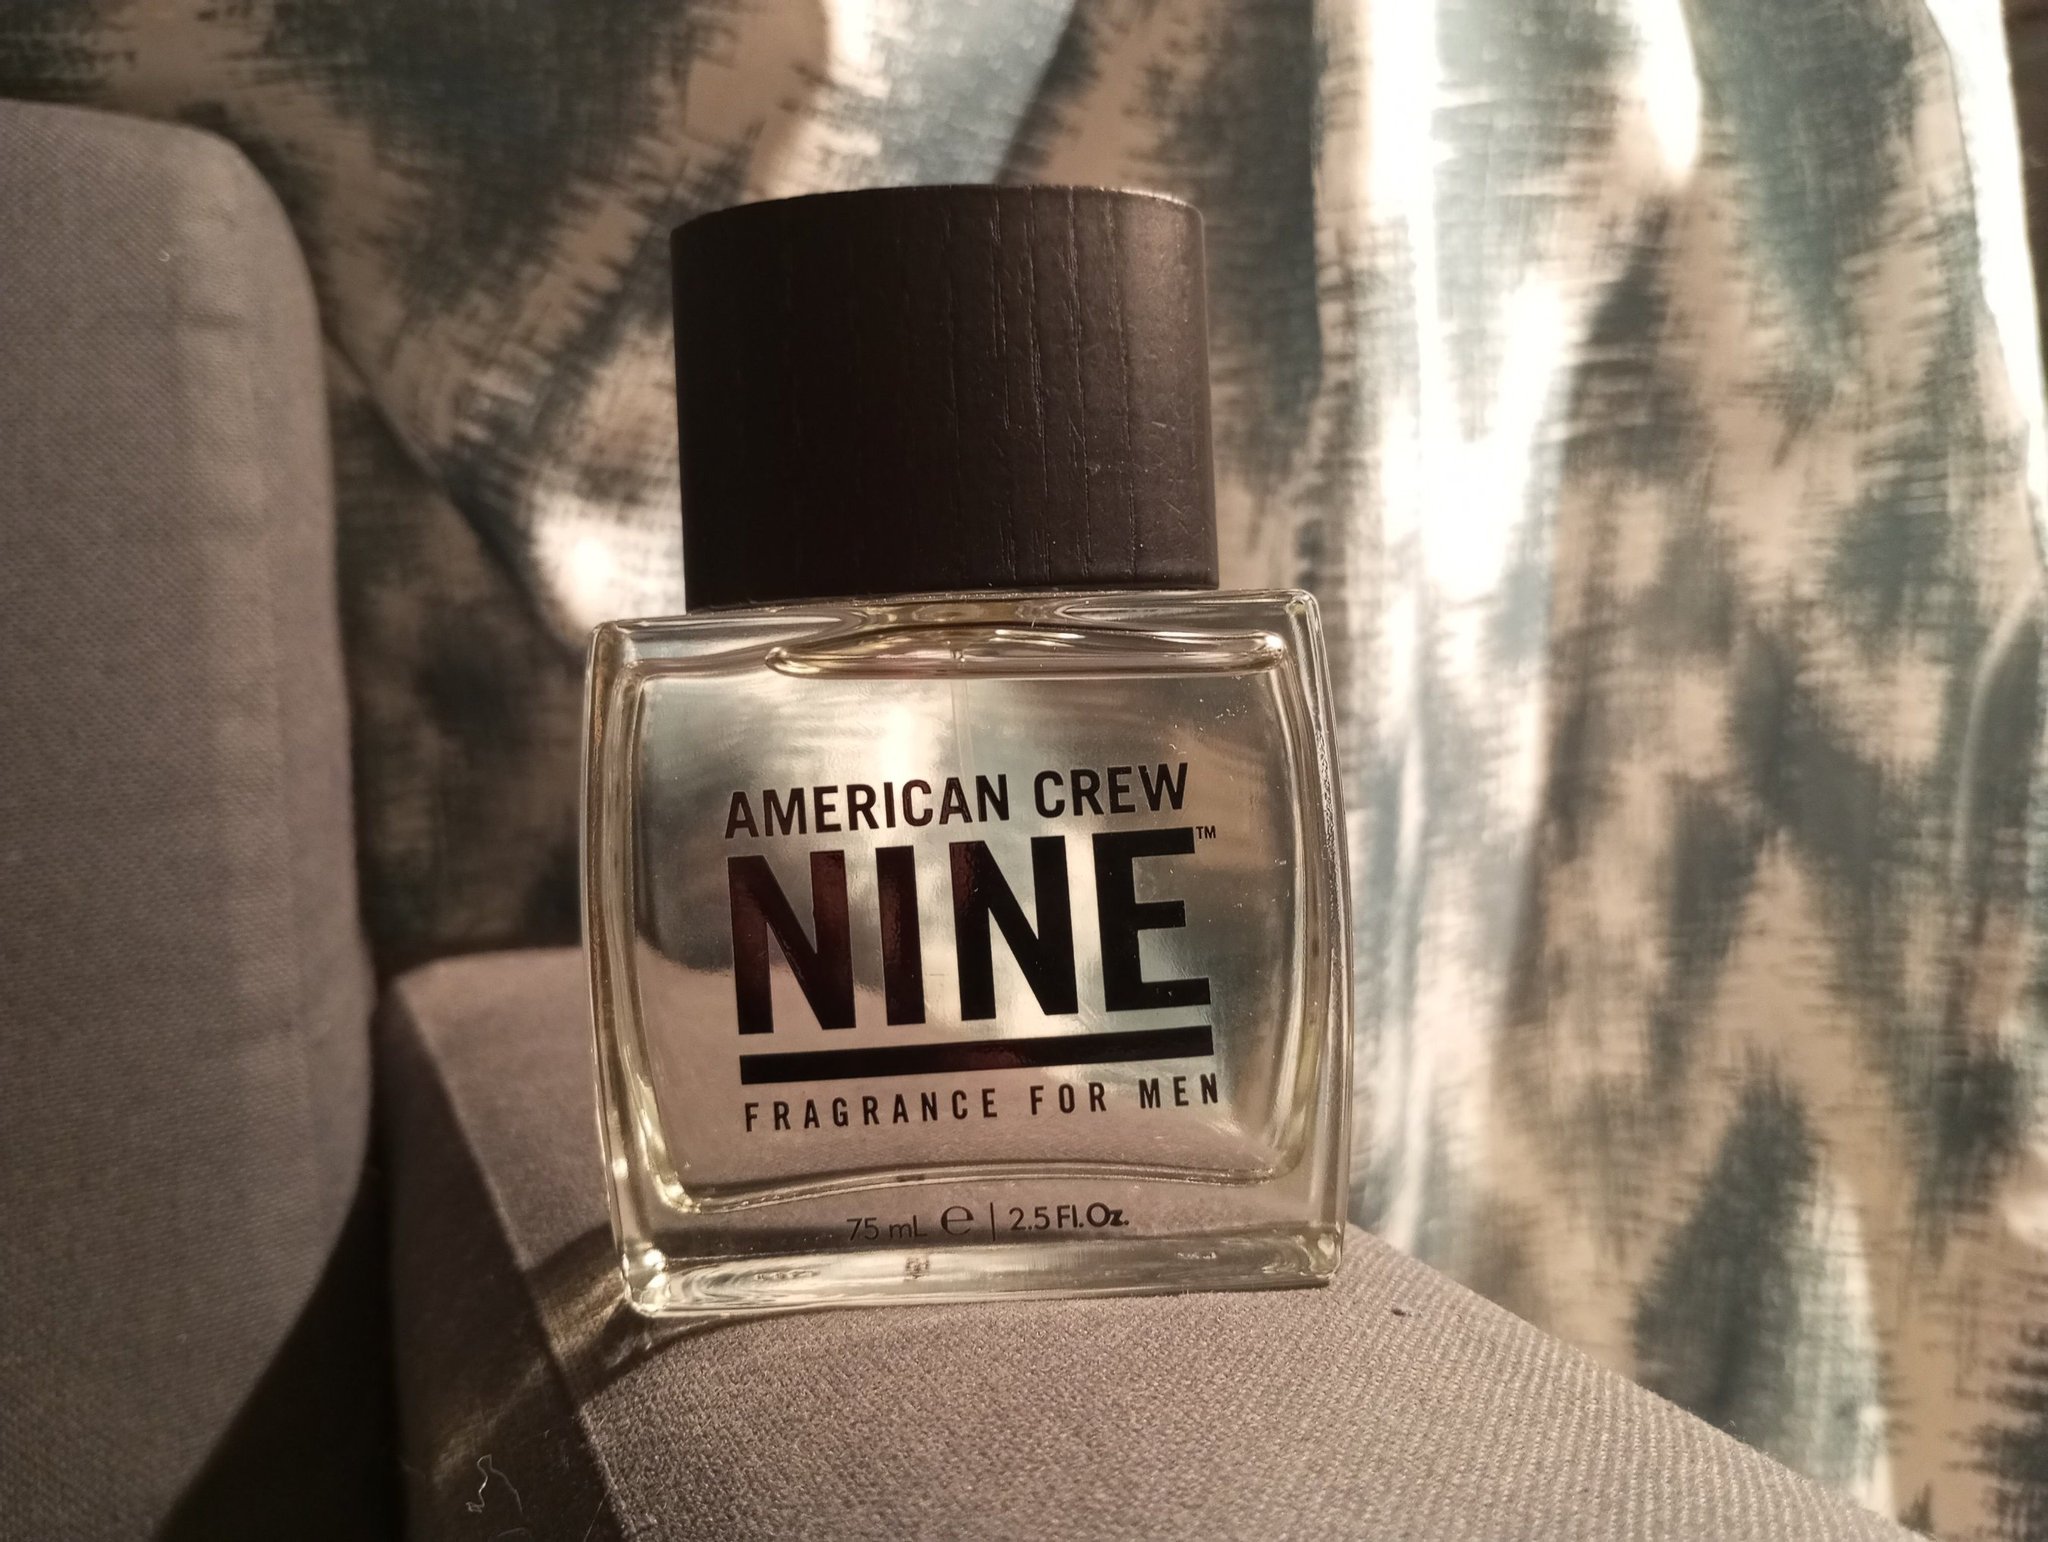 AMERICAN CREW
NINE™
FRAGRANCE FOR MEN
75 mL ℮ | 2.5 Fl.Oz.